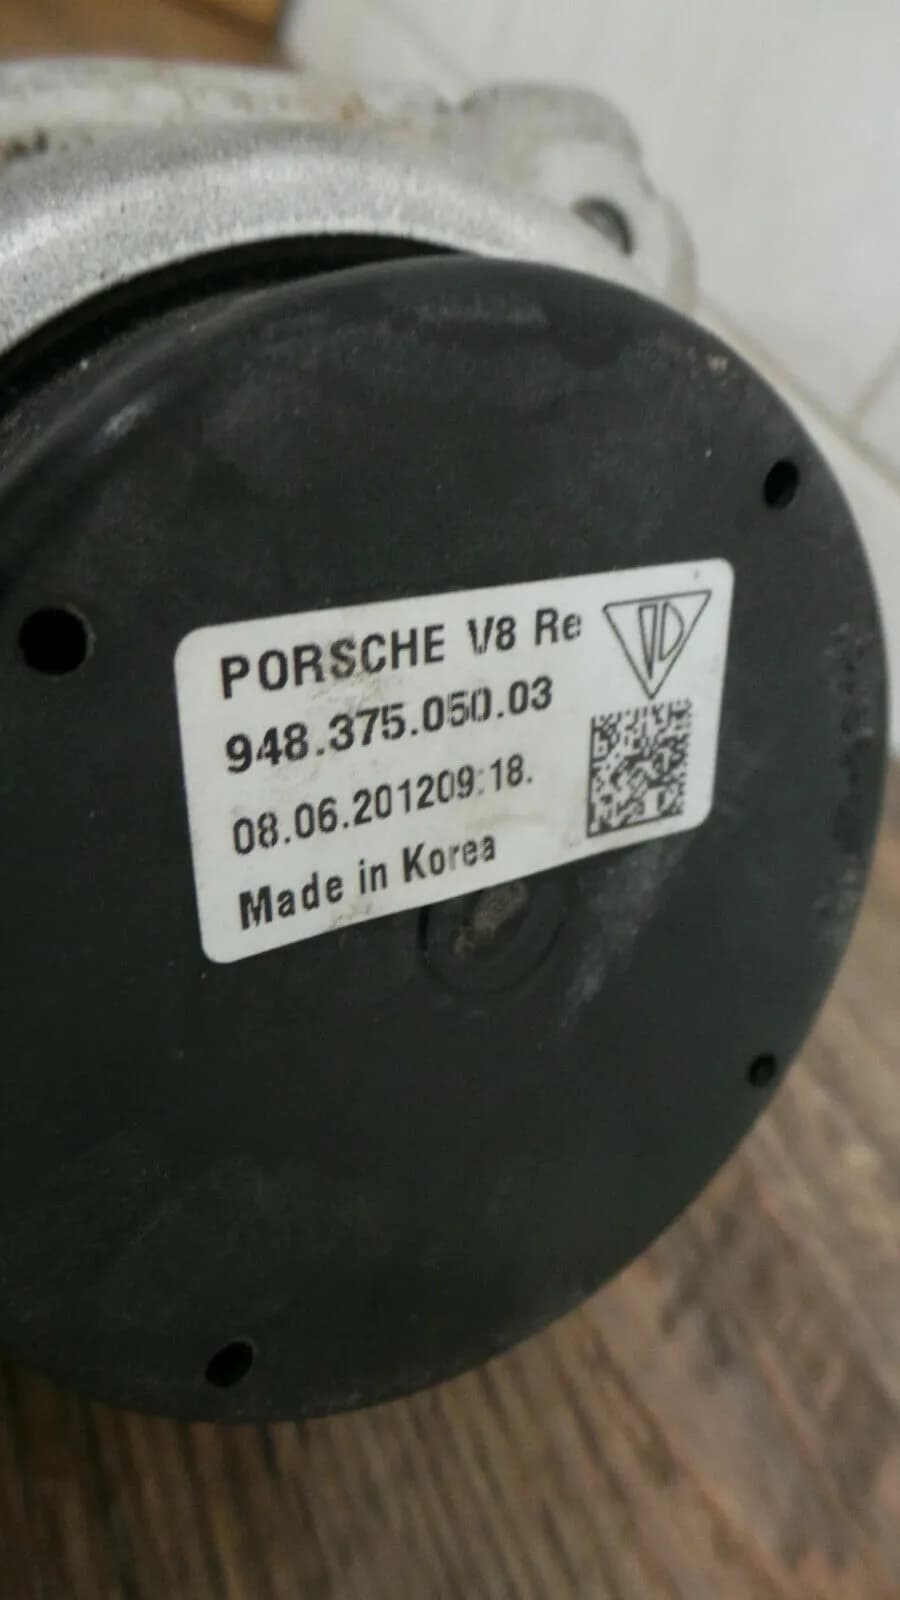 PORSCHE V8 Re
948.375.050.03
08.06.201209:18.
Made in Korea